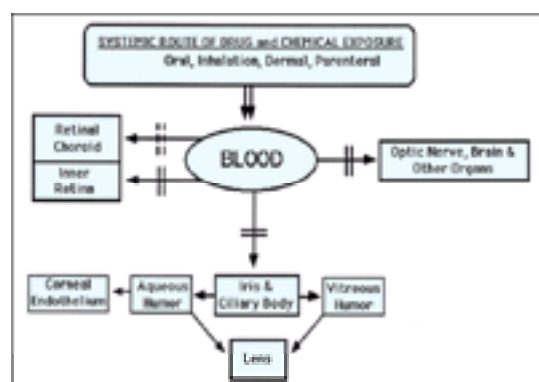 SYSTEMIC ROUTE OF DRUG and CHEMICAL EXPOSURE
Oral, Inhalation, Dermal, Parenteral
Retinal
Choroid
Inner
Retina
BLOOD
Optic Nerve, Brain &
Other Organs
Corneal
Endothelium
Aqueous
Humor
Iris &
Ciliary Body
Vitreous
Humor
Lens